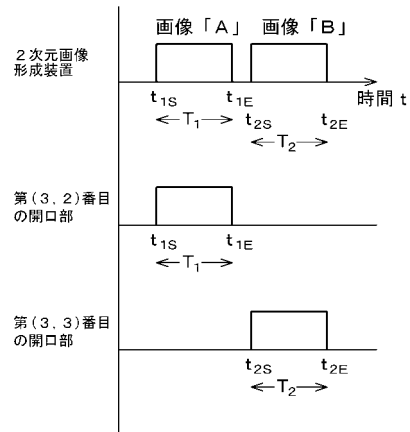 画像「A」 画像「B」
2次元画像
形成装置
時間 t
t1S t1E t2S t2E
T1
T2
第(3,2)番目
の開口部
t1S t1E
T1
第(3,3)番目
の開口部
t2S t2E
T2